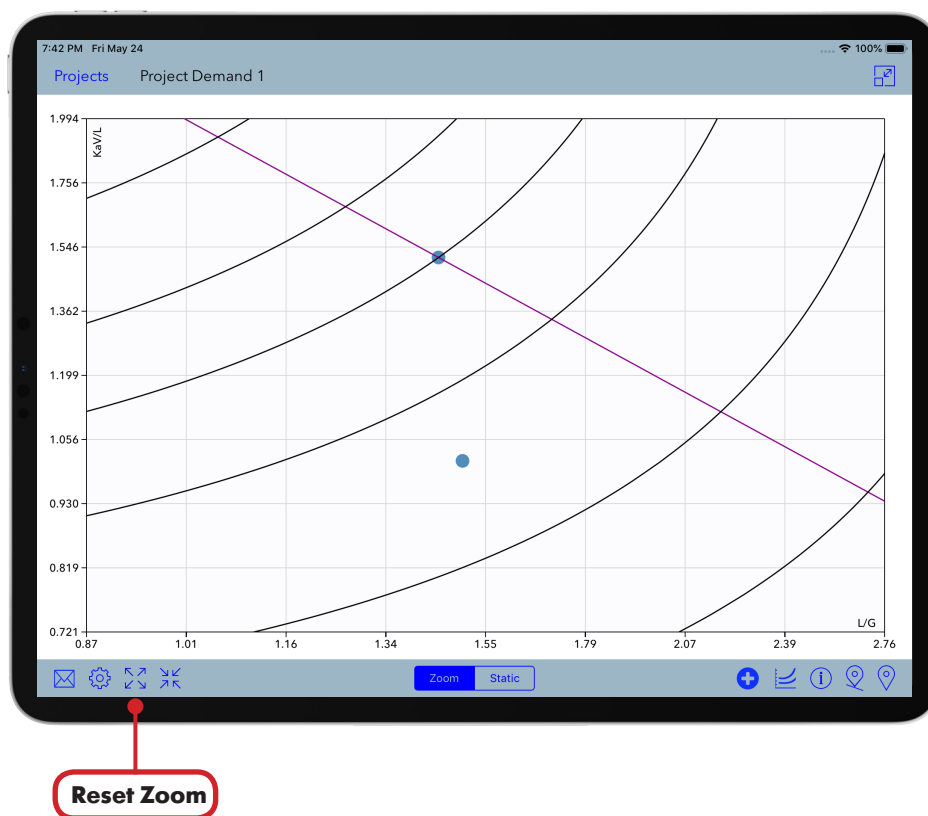 7:42 PM Fri May 24
100%
Projects Project Demand 1
KaV/L
1.994
1.756
1.546
1.362
1.199
1.056
0.930
0.819
0.721
L/G
0.87 1.01 1.16 1.34 1.55 1.79 2.07 2.39 2.76
Zoom Static
Reset Zoom